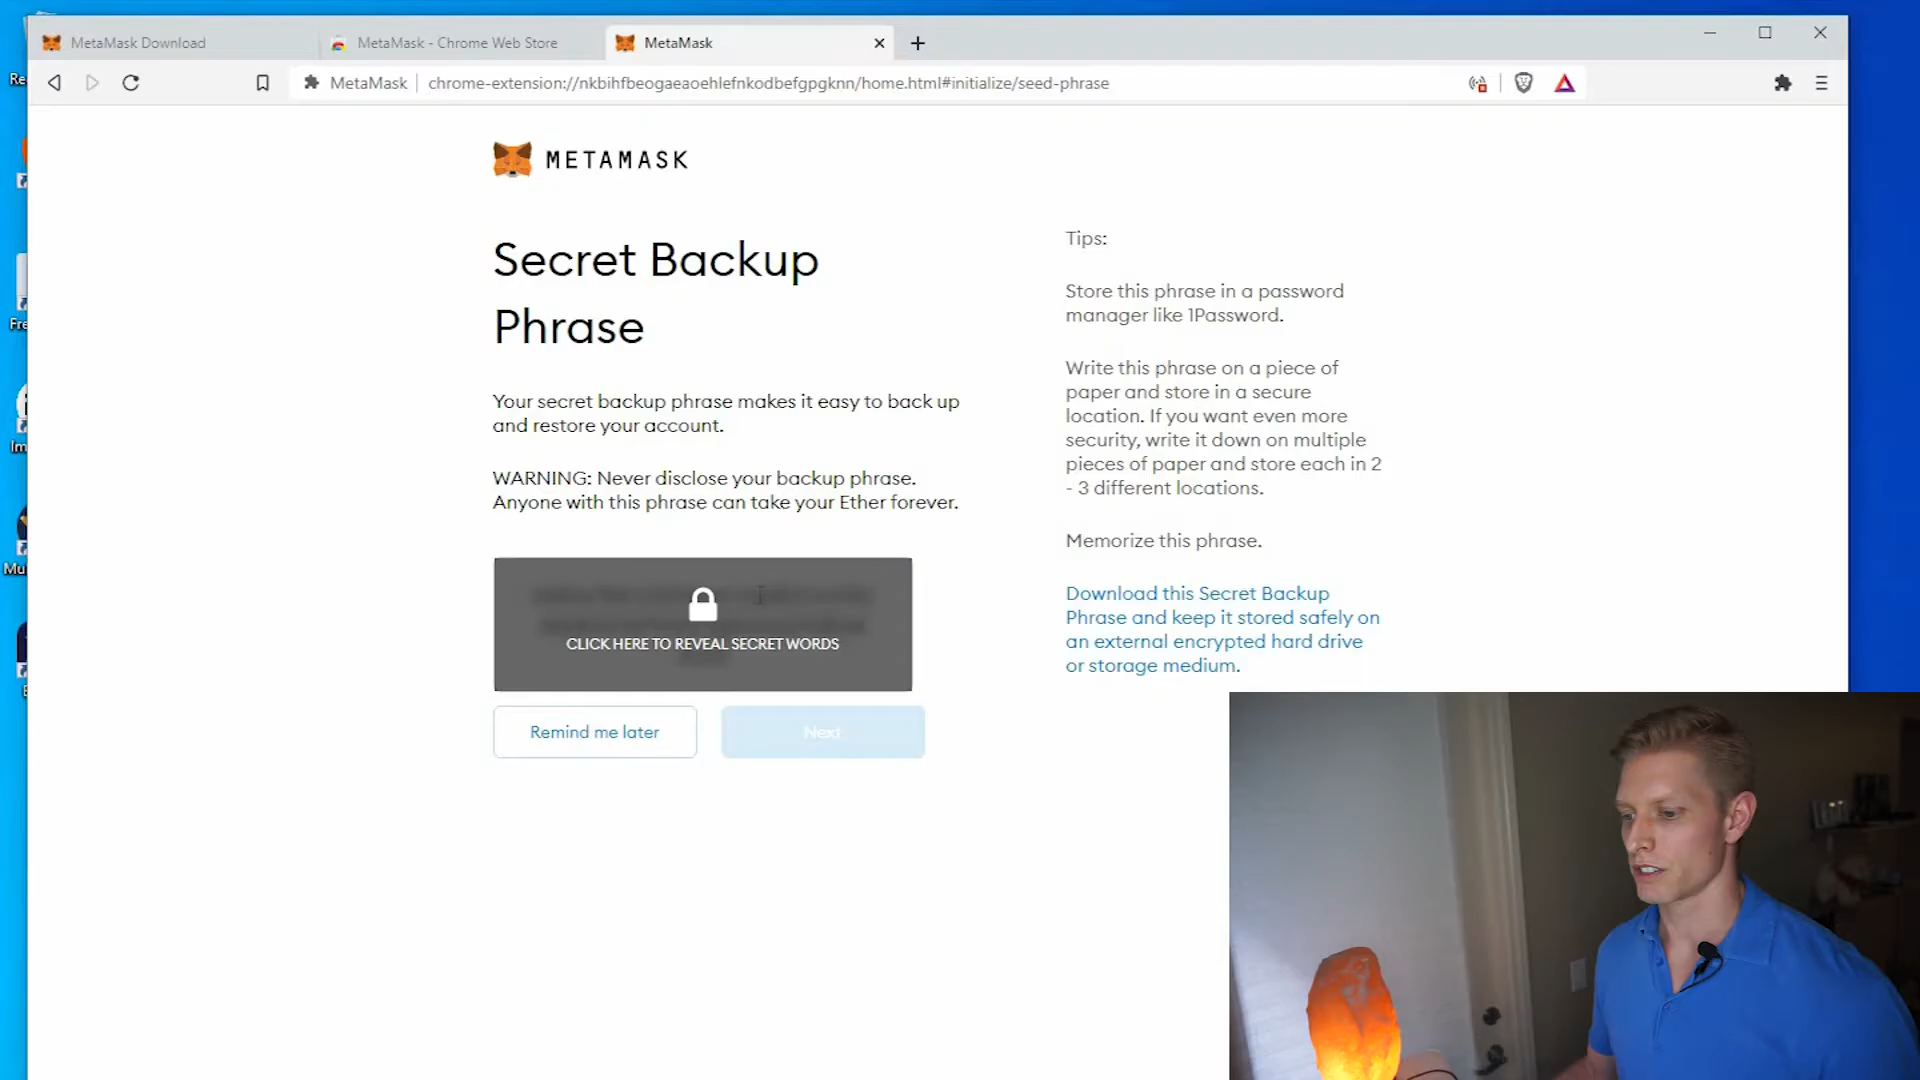 MetaMask Download
MetaMask - Chrome Web Store
MetaMask
Re
MetaMask
chrome-extension://nkbihfbeogaeaoehlefnkodbefgpgknn/home.html#initialize/seed-phrase
METAMASK
Secret Backup
Phrase
Your secret backup phrase makes it easy to back up
and restore your account.
WARNING: Never disclose your backup phrase.
Anyone with this phrase can take your Ether forever.
CLICK HERE TO REVEAL SECRET WORDS
Remind me later
Next
Tips:
Store this phrase in a password
manager like 1Password.
Write this phrase on a piece of
paper and store in a secure
location. If you want even more
security, write it down on multiple
pieces of paper and store each in 2
- 3 different locations.
Memorize this phrase.
Download this Secret Backup
Phrase and keep it stored safely on
an external encrypted hard drive
or storage medium.
Fre
Im
Mu